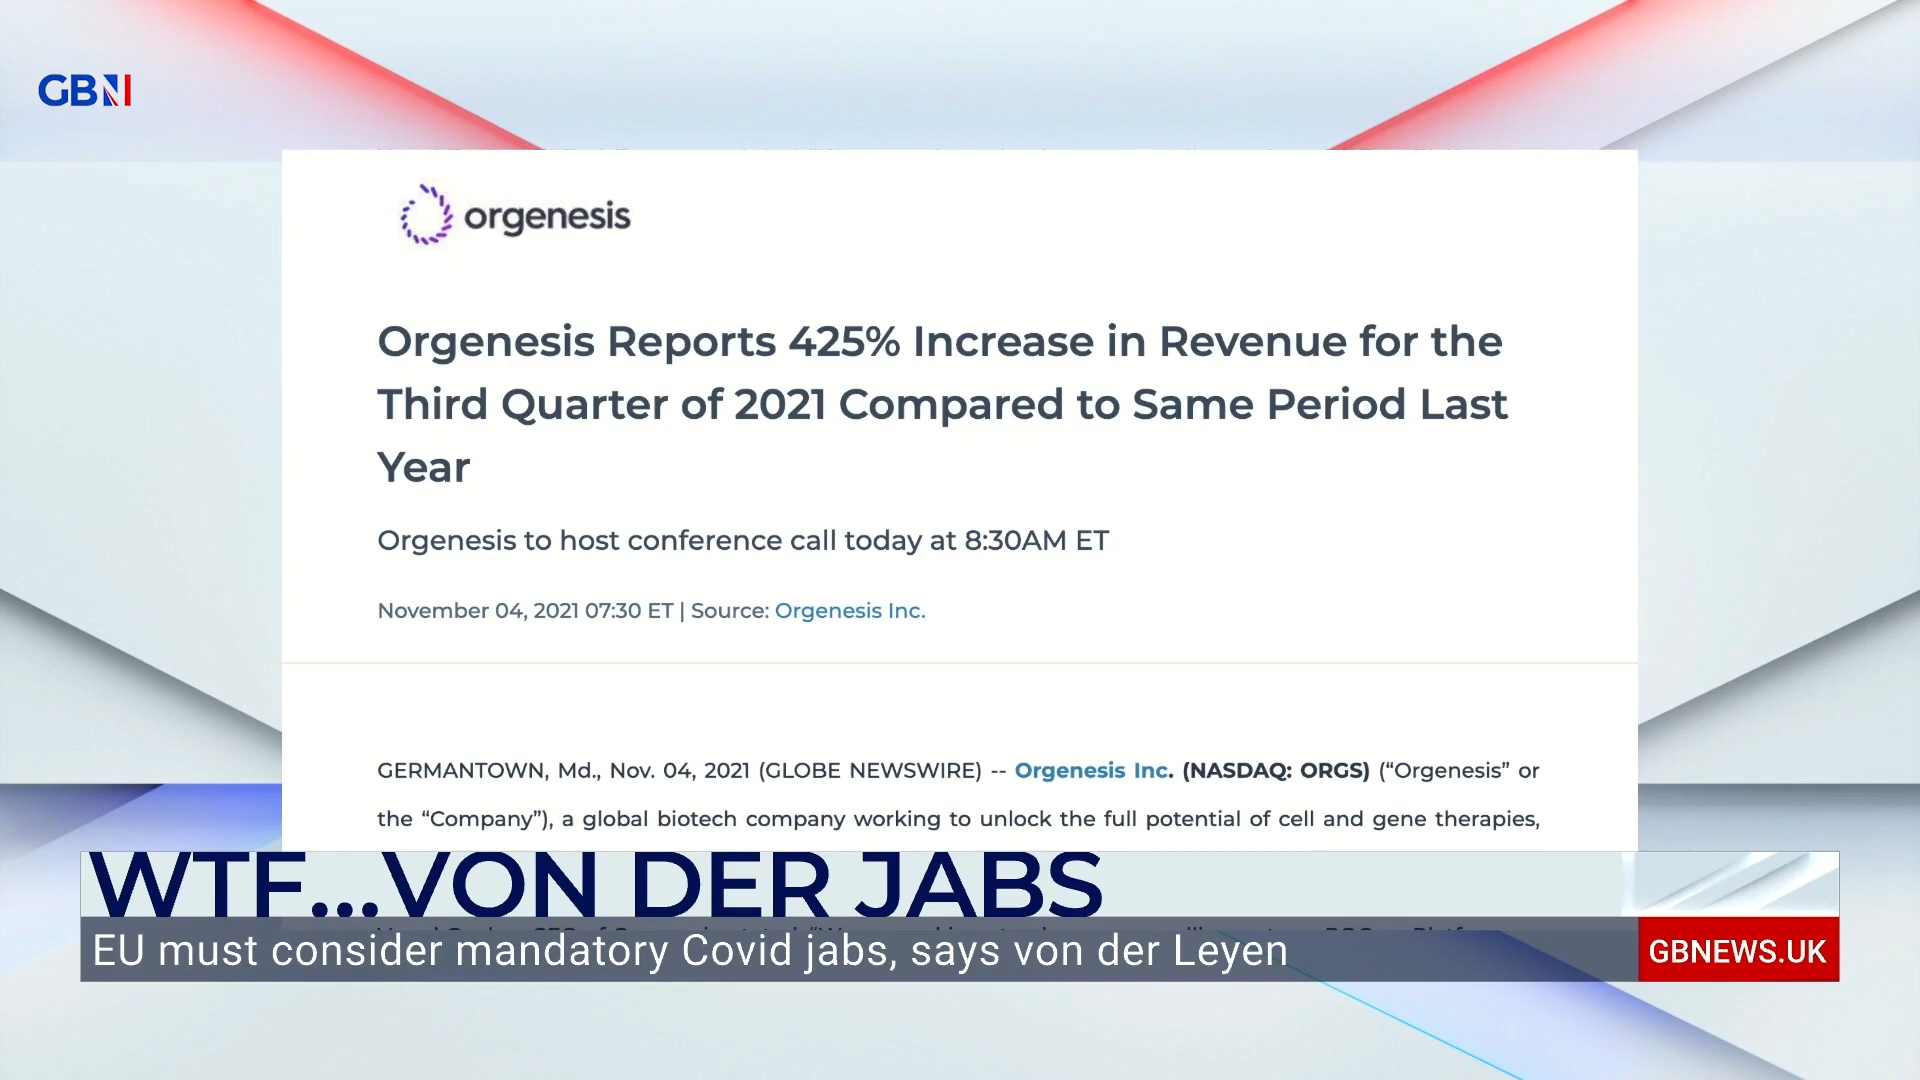 GBN
orgenesis
Orgenesis Reports 425% Increase in Revenue for the
Third Quarter of 2021 Compared to Same Period Last
Year
Orgenesis to host conference call today at 8:30AM ET
November 04, 2021 07:30 ET | Source: Orgenesis Inc.
GERMANTOWN, Md., Nov. 04, 2021 (GLOBE NEWSWIRE) -- Orgenesis Inc. (NASDAQ: ORGS) (“Orgenesis” or
the “Company”), a global biotech company working to unlock the full potential of cell and gene therapies,
WTF...VON DER JABS
EU must consider mandatory Covid jabs, says von der Leyen
GBNEWS.UK